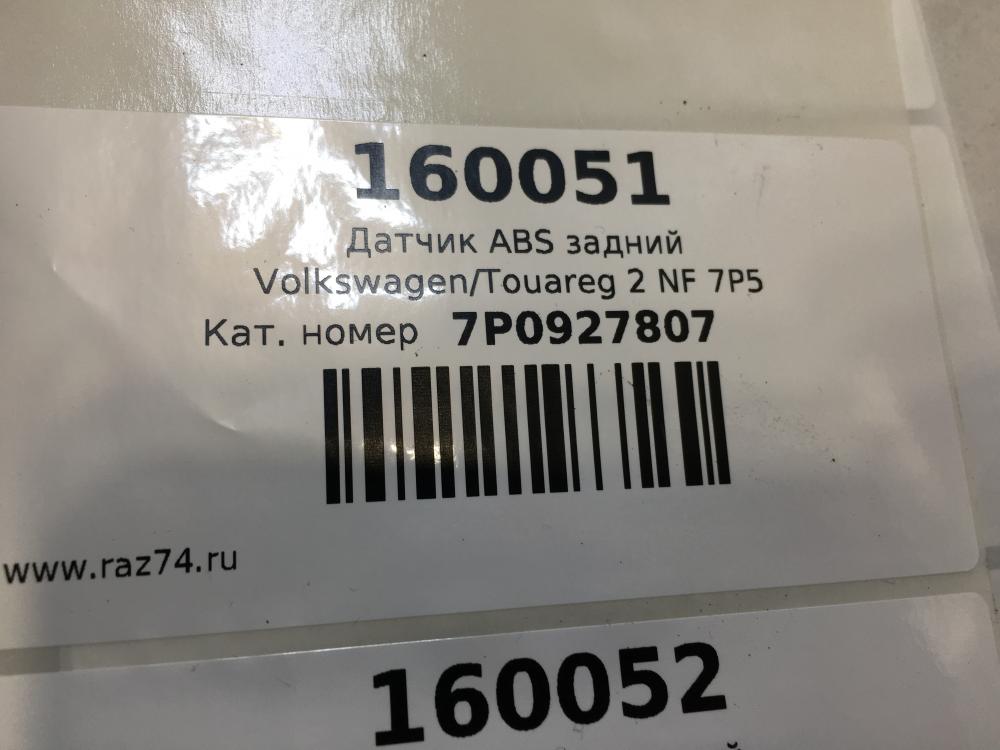 160051
Датчик ABS задний
Volkswagen/Touareg 2 NF 7P5
Кат. номер 7P0927807
www.raz74.ru
160052